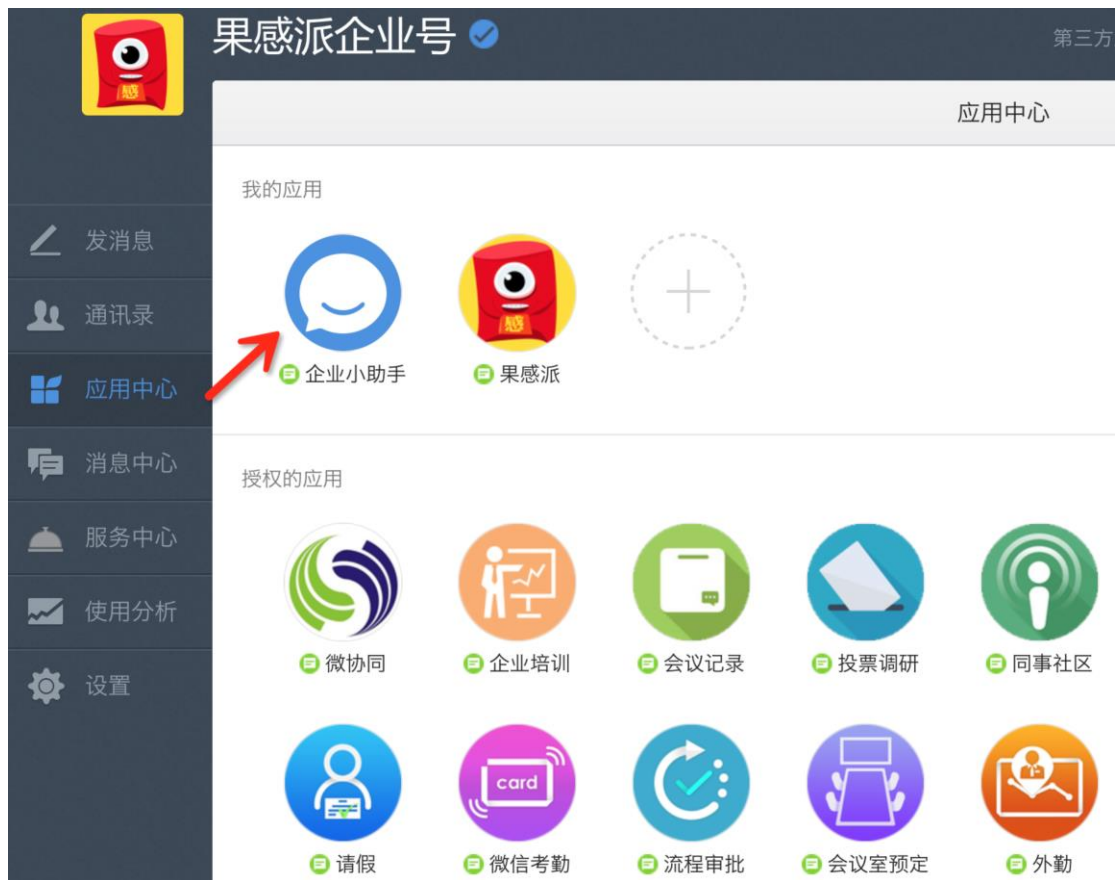 果感派企业号
第三方
感
应用中心
我的应用
发消息
通讯录
应用中心
消息中心
服务中心
使用分析
设置
感
企业小助手
果感派
授权的应用
微协同
企业培训
会议记录
投票调研
同事社区
card
请假
微信考勤
流程审批
会议室预定
外勤